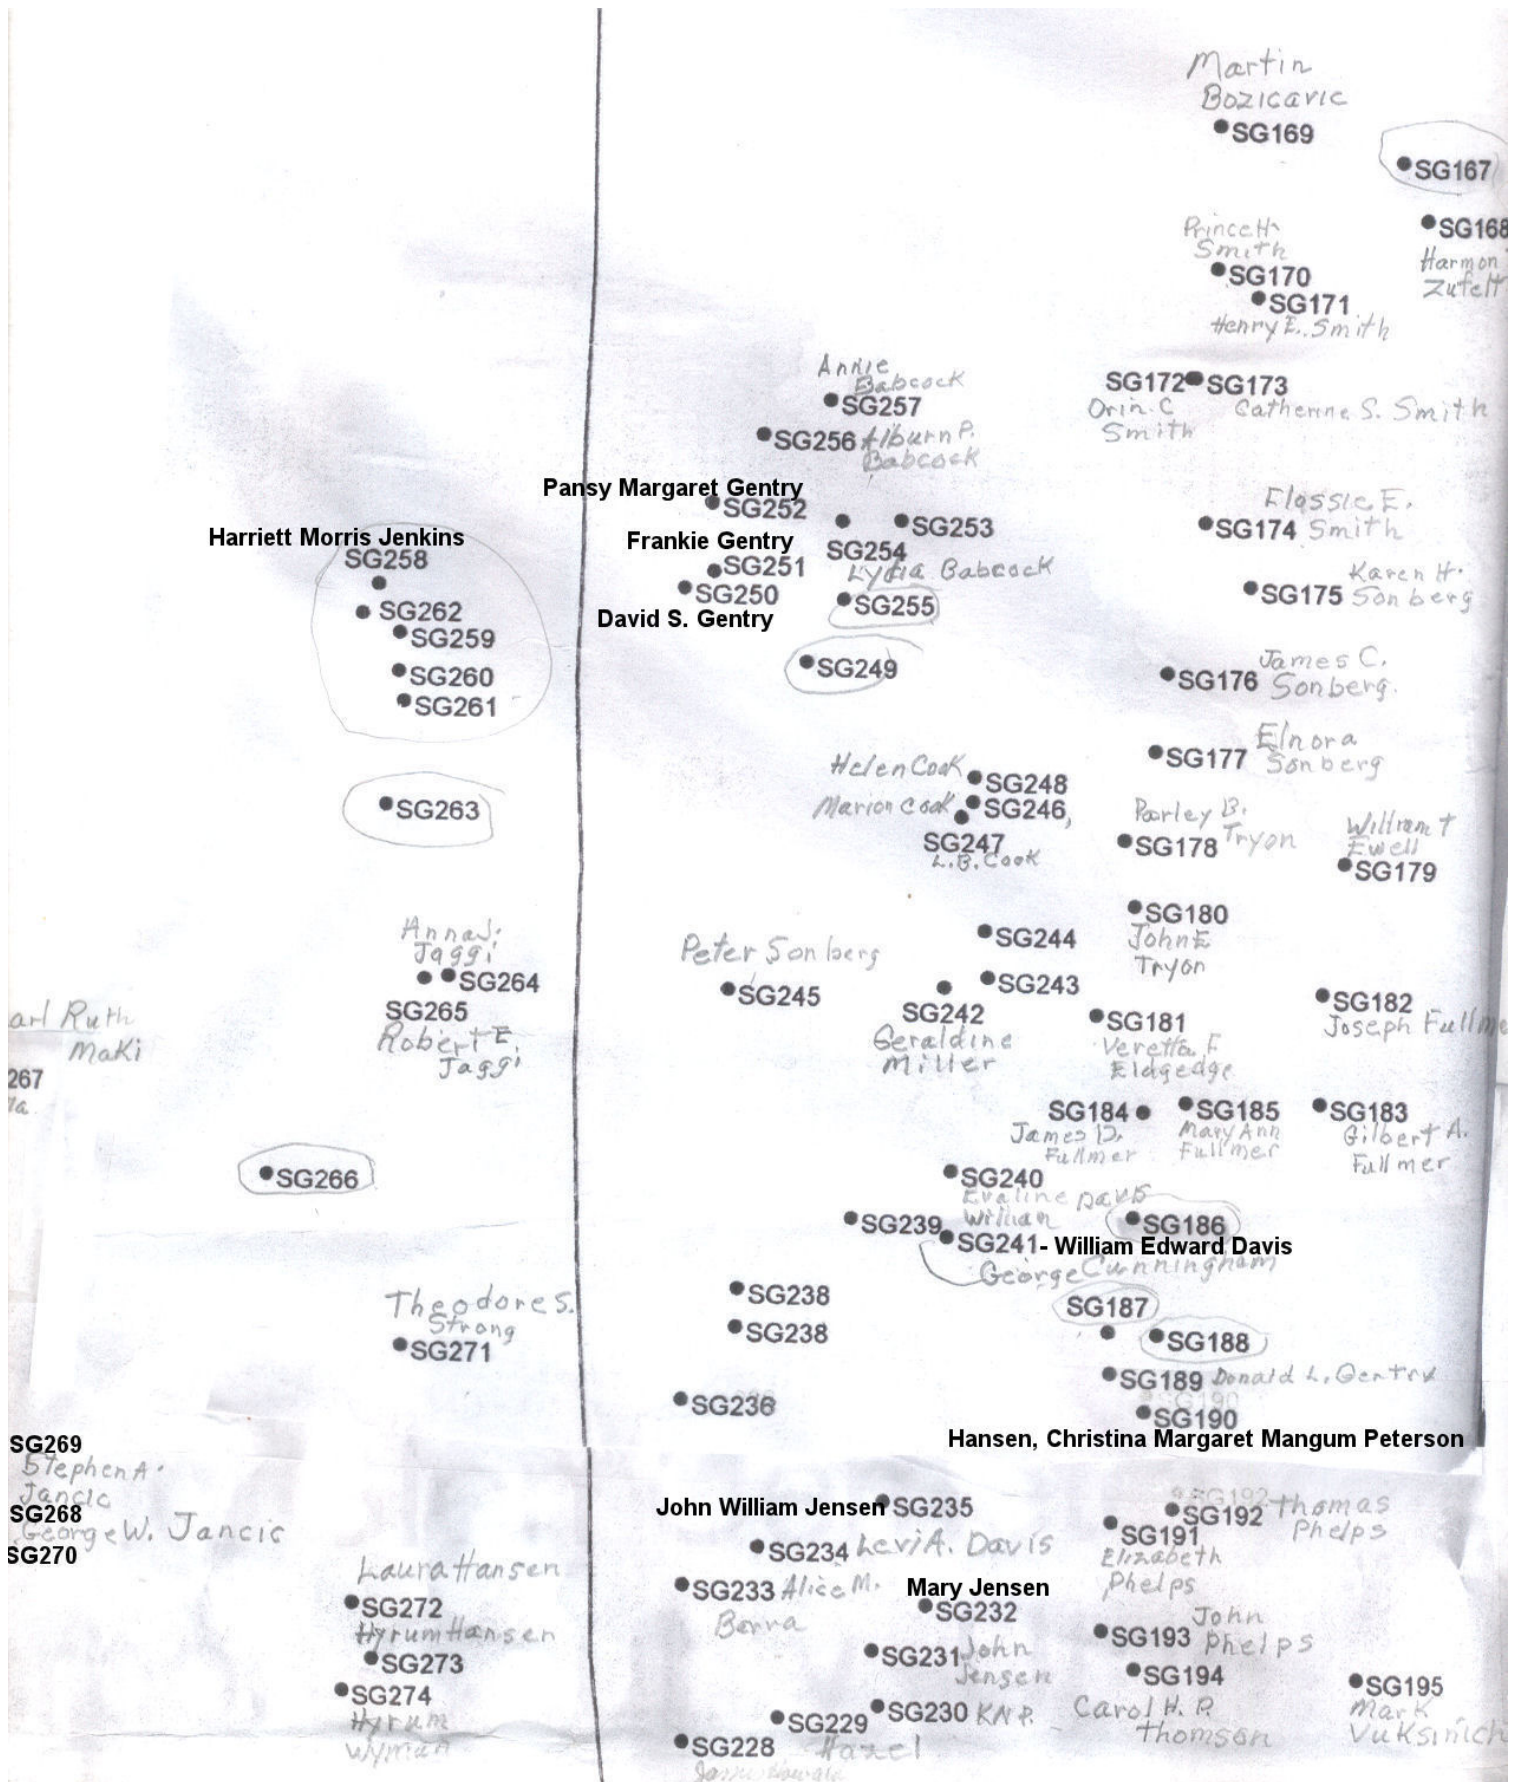 Martin
Bozicavic
SG169
SG167
SG168
Harmon
Zufelt
Prince H.
Smith
SG170
SG171
Henry E. Smith
SG172 SG173
Orin C
Smith
Catherine S. Smith
Annie
Babcock
SG257
SG256 Alburn P.
Babcock
Pansy Margaret Gentry
SG252
SG253
SG254
Lydia Babcock
Frankie Gentry
SG251
SG250
David S. Gentry
SG255
SG249
Flossie E.
SG174 Smith
Karen H.
SG175 Sonberg
James C.
SG176 Sonberg.
Elnora
SG177 Sonberg
Harriett Morris Jenkins
SG258
SG262
SG259
SG260
SG261
SG263
Helen Cook SG248
Marion Cook SG246,
SG247
L.B. Cook
Parley B.
SG178 Tryon
William T
Ewell
SG179
SG180
John E
Tryon
SG244
SG243
SG242
Geraldine
Miller
Peter Sonberg
SG245
SG182
Joseph Fullme
SG181
Veretta F
Eldgedge
Anna J.
Jaggi
SG264
SG265
Robert E.
Jaggi
arl Ruth
Maki
267
la
SG184 SG185 SG183
James D.
Fullmer
Mary Ann
Fullmer
Gilbert A.
Fullmer
SG266
SG240
Evaline Davis
William
SG239
SG186
SG241- William Edward Davis
George Cunningham
SG187
SG188
SG238
SG238
SG189 Donald L. Gentry
SG190
SG190
Hansen, Christina Margaret Mangum Peterson
SG236
Theodore S.
Strong
SG271
SG269
Stephen A.
Jancic
SG268
George W. Jancic
SG270
John William Jensen SG235
SG192
SG192 Thomas
Phelps
SG191
Elizabeth
Phelps
SG234 Levi A. Davis
SG233 Alice M.
Berra
Mary Jensen
SG232
SG231 John
Jensen
SG230 KNP.
SG229
Hazel
SG228
John
SG193 Phelps
SG194
Carol H. P.
Thomson
SG195
Mark
Vuksinich
Laura Hansen
SG272
Hyrum Hansen
SG273
SG274
Hyrum
Wyman